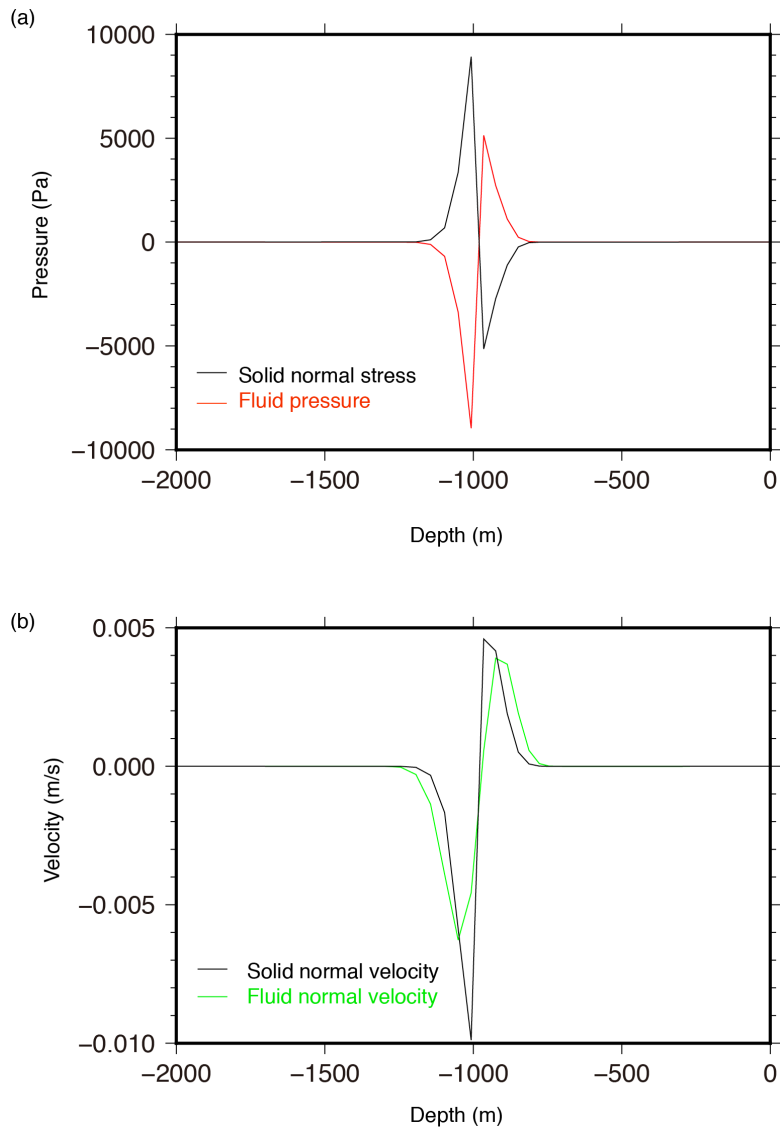 (a)
10000
5000
0
−5000
−10000
Pressure (Pa)
Solid normal stress
Fluid pressure
−2000 −1500 −1000 −500 0
Depth (m)
(b)
0.005
0.000
−0.005
−0.010
Velocity (m/s)
Solid normal velocity
Fluid normal velocity
−2000 −1500 −1000 −500 0
Depth (m)